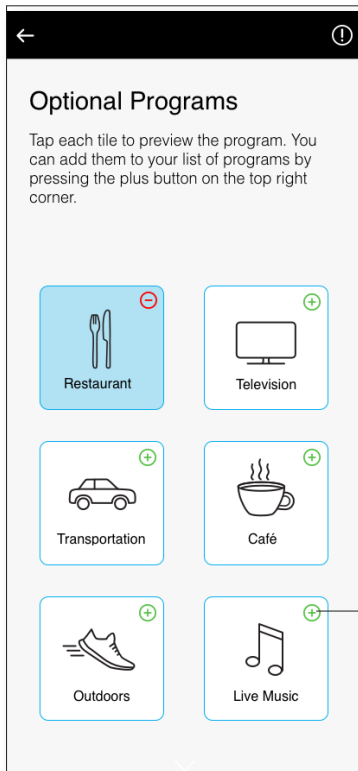 Optional Programs
Tap each tile to preview the program. You
can add them to your list of programs by
pressing the plus button on the top right
corner.
Restaurant
Television
Transportation
Café
Outdoors
Live Music